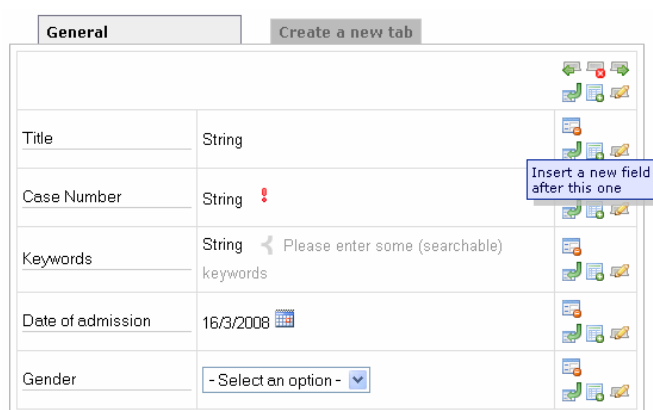 General
Create a new tab
Title
String
Insert a new field
after this one
Case Number
String
Keywords
String Please enter some (searchable)
keywords
Date of admission
16/3/2008
Gender
- Select an option -